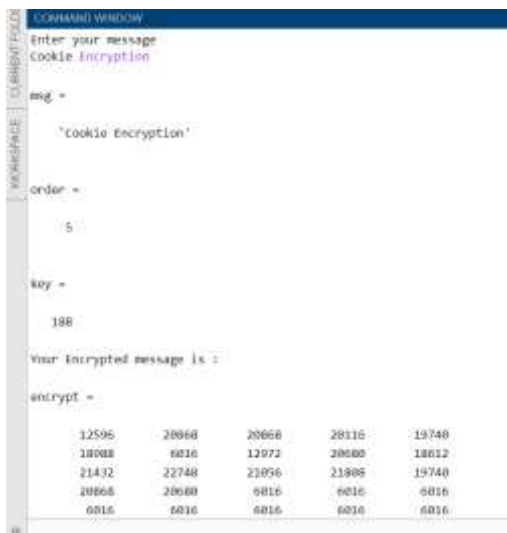 COMMAND WINDOW
CURRENT FOLDE
WORKSPACE
Enter your message
Cookie Encryption
msg =
'Cookie Encryption'
order =
5
key =
188
Your Encrypted message is :
encrypt =
12596 20868 20868 20116 19740
18988 6016 12972 20680 18612
21432 22748 21056 21808 19740
20868 20680 6016 6016 6016
6016 6016 6016 6016 6016